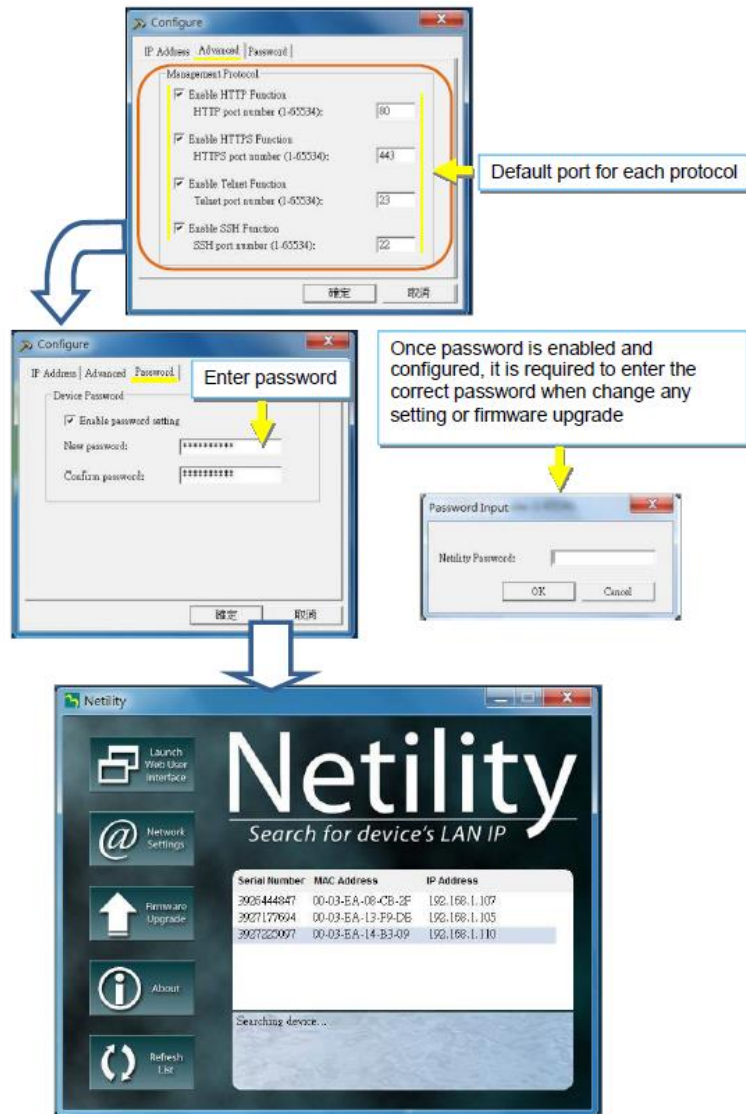 Configure
IP Address Advanced Password
Management Protocol
Enable HTTP Function
HTTP port number (1-65534): 80
Enable HTTPS Function
HTTPS port number (1-65534): 443
Enable Telnet Function
Telnet port number (1-65534): 23
Enable SSH Function
SSH port number (1-65534): 22
確定 取消
Default port for each protocol
Configure
IP Address Advanced Password
Device Password
Enable password setting
New password: **********
Confirm password: **********
確定 取消
Enter password
Once password is enabled and
configured, it is required to enter the
correct password when change any
setting or firmware upgrade
Password Input
Netility Password:
OK Cancel
Netility
Launch
Web User
Interface
Network
Settings
Firmware
Upgrade
About
Refresh
List
Netility
Search for device's LAN IP
Serial Number MAC Address IP Address
3926444847 00-03-EA-08-CB-2F 192.168.1.107
3927177694 00-03-EA-13-F9-DE 192.168.1.105
3927225097 00-03-EA-14-B3-09 192.168.1.110
Searching device...